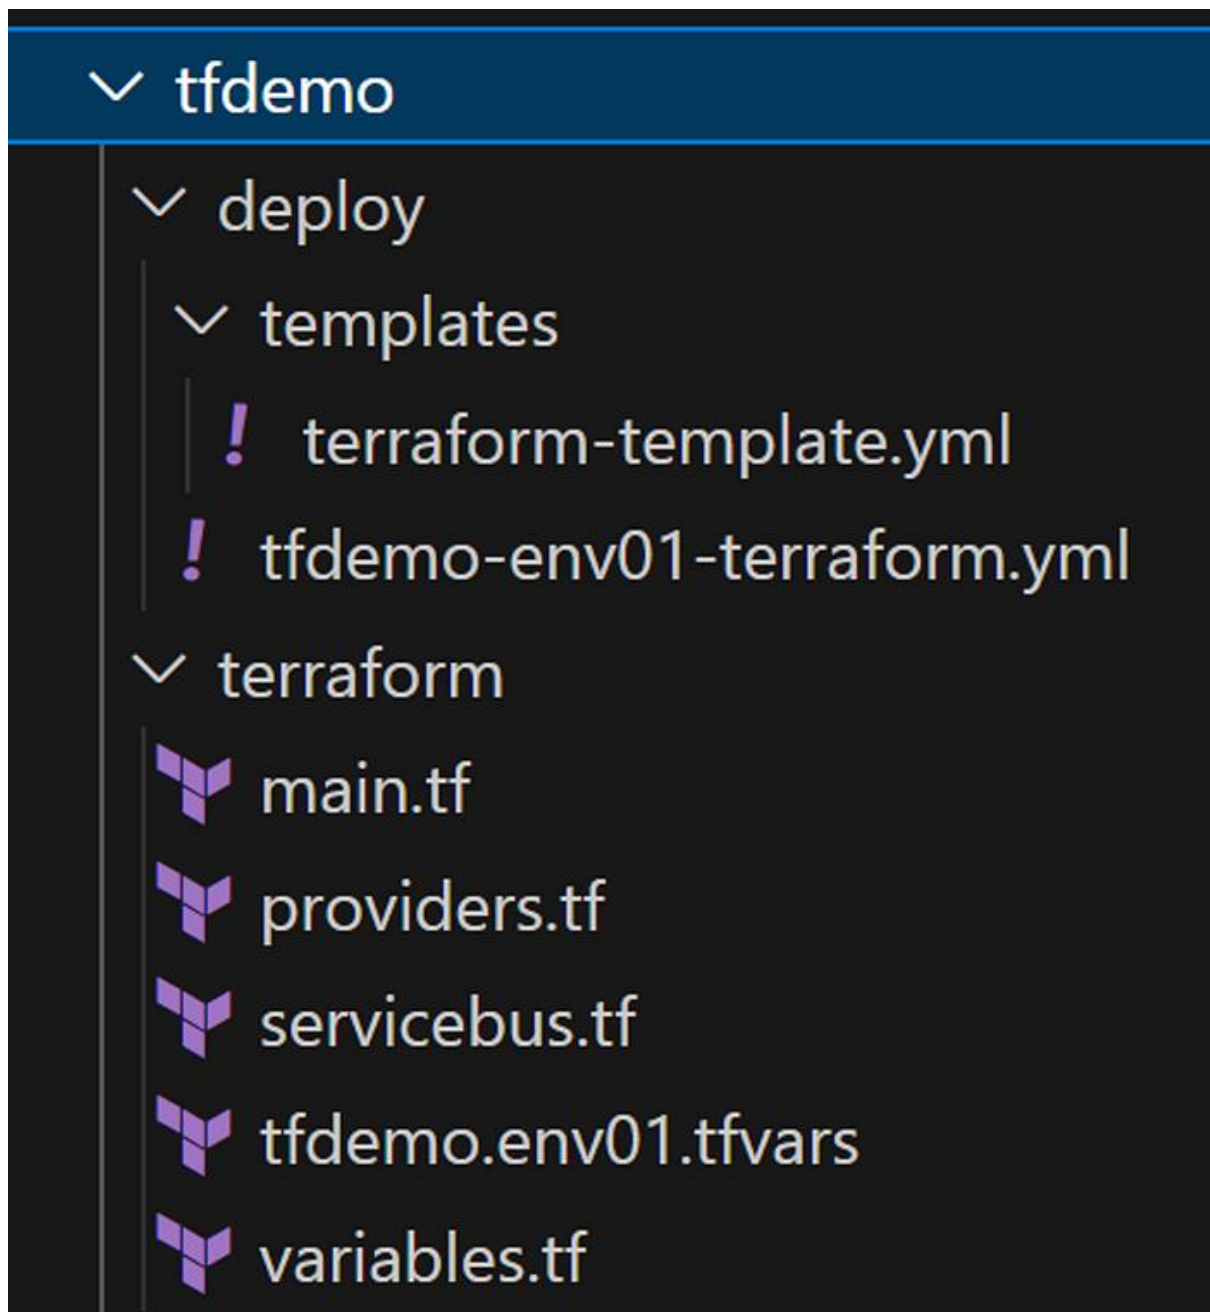 tfdemo
deploy
templates
terraform-template.yml
tfdemo-env01-terraform.yml
terraform
main.tf
providers.tf
servicebus.tf
tfdemo.env01.tfvars
variables.tf